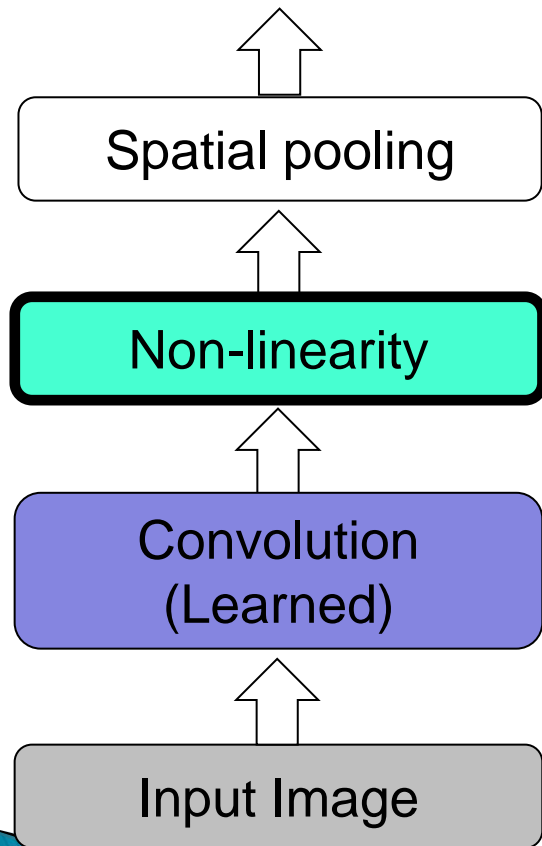 Spatial pooling
Non-linearity
Convolution
(Learned)
Input Image